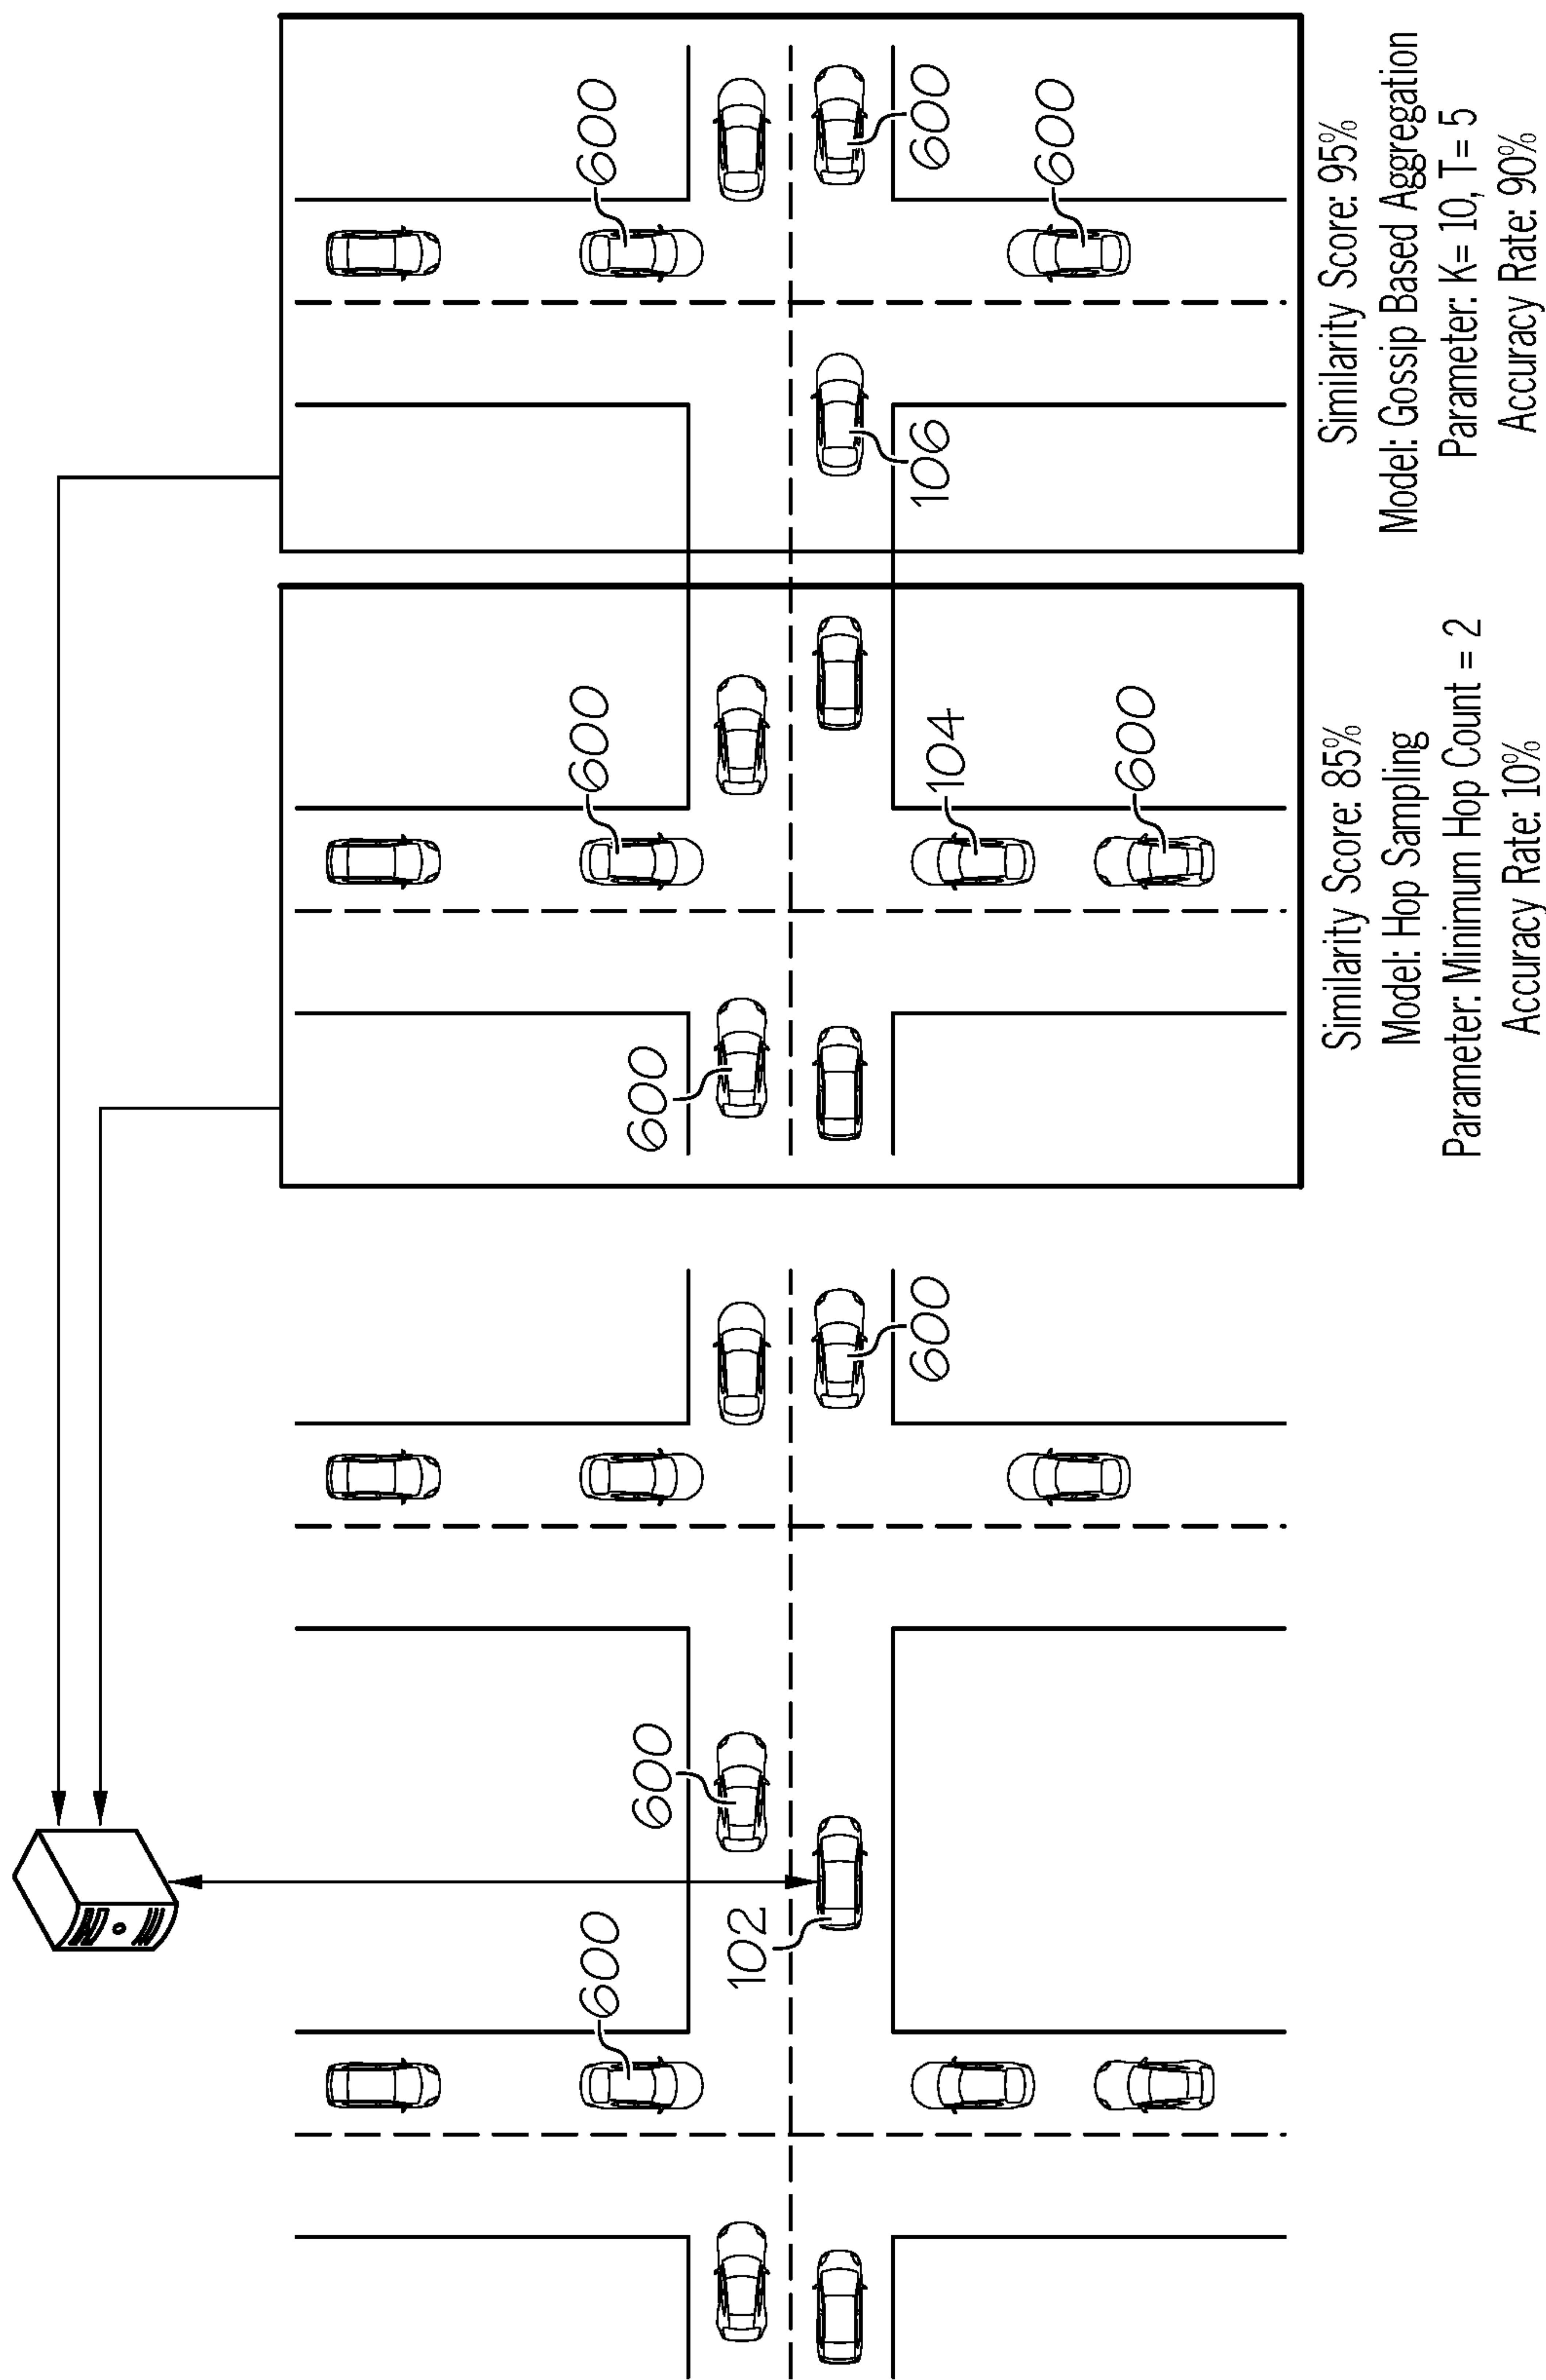 600
600
600
600
600
102
600
104
106
600
600
600
Similarity Score: 85%
Model: Hop Sampling
Parameter: Minimum Hop Count = 2
Accuracy Rate: 10%
Similarity Score: 95%
Model: Gossip Based Aggregation
Parameter: K= 10, T= 5
Accuracy Rate: 90%